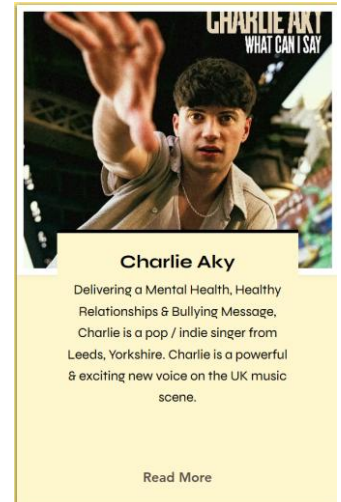 CHARLIE AKY
WHAT CAN I SAY
Charlie Aky
Delivering a Mental Health, Healthy
Relationships & Bullying Message,
Charlie is a pop / indie singer from
Leeds, Yorkshire. Charlie is a powerful
& exciting new voice on the UK music
scene.
Read More